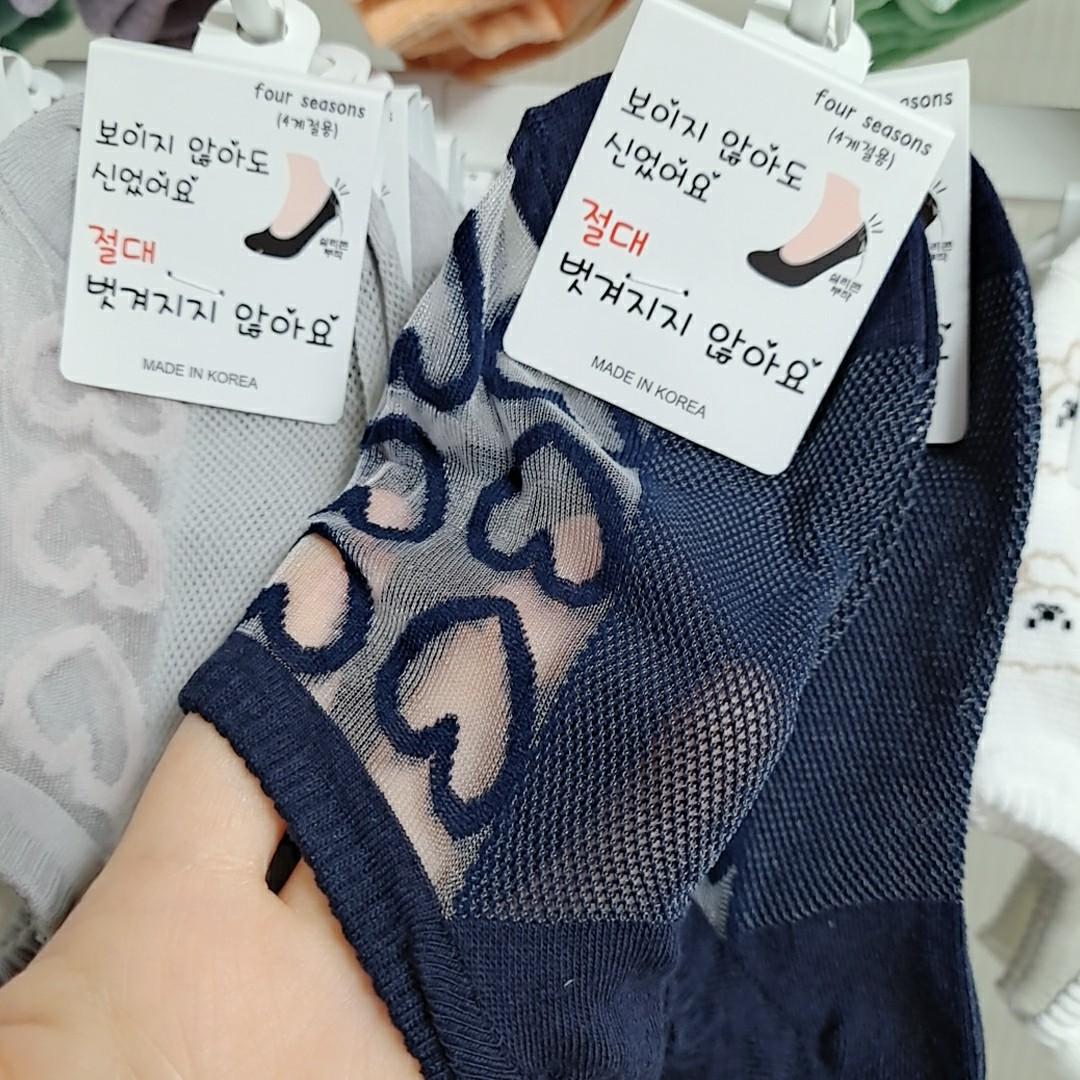 four seasons
(4계절용)
보이지 않아도
신었어요
절대
벗겨지지 않아요
MADE IN KOREA
four seasons
(4계절용)
보이지 않아도
신었어요
절대
벗겨지지 않아요
MADE IN KOREA